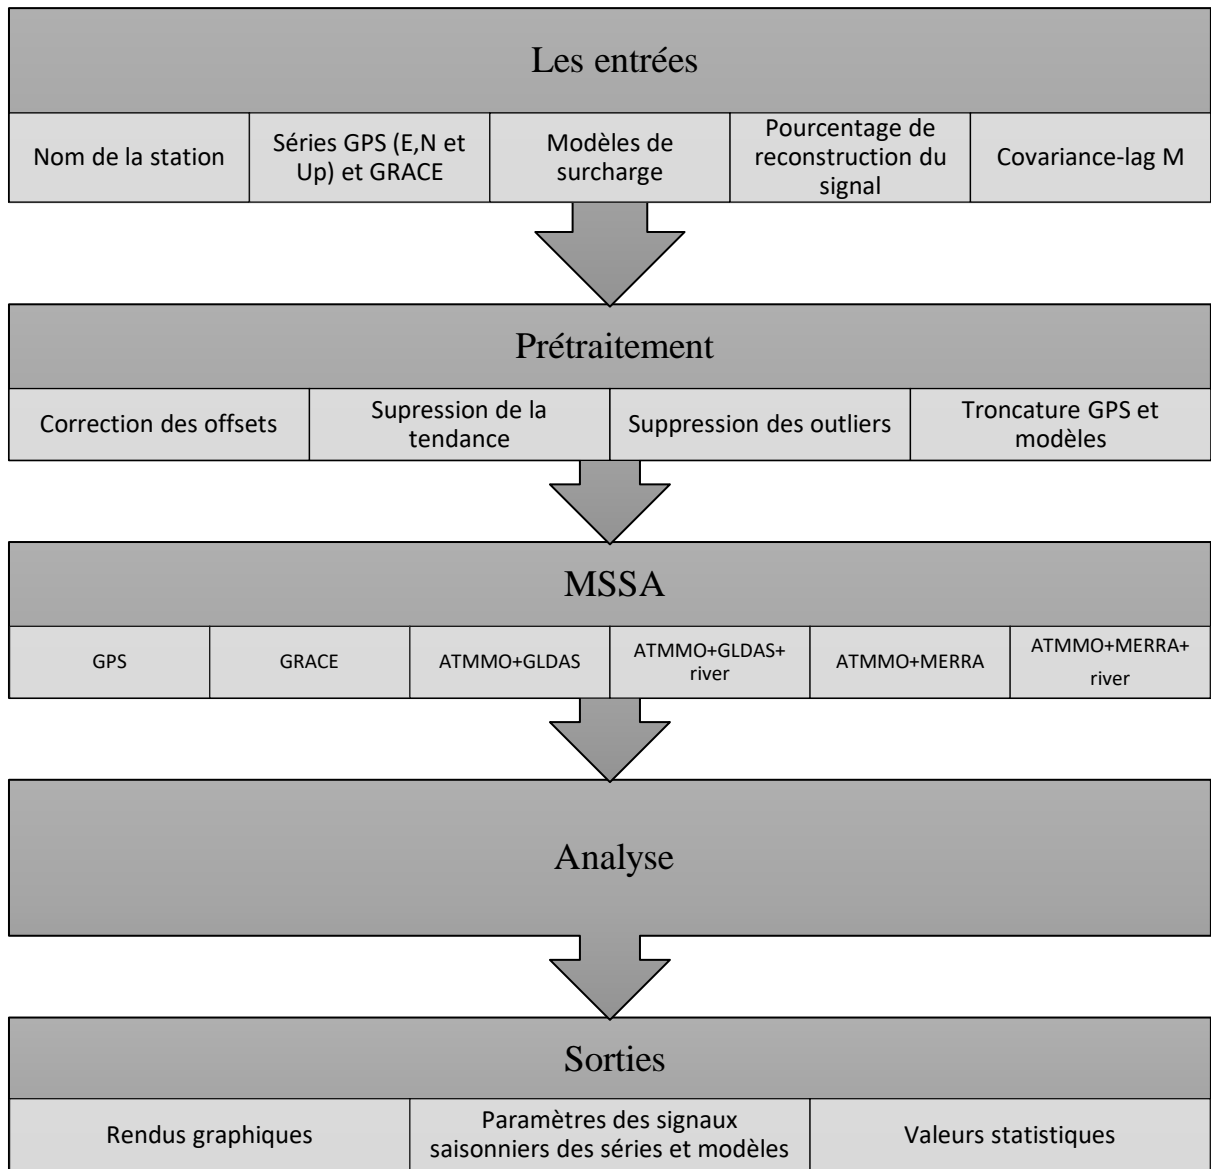 Les entrées
Nom de la station
Séries GPS (E,N et
Up) et GRACE
Modèles de
surcharge
Pourcentage de
reconstruction du
signal
Covariance-lag M
Prétraitement
Correction des offsets
Supression de la
tendance
Suppression des outliers
Troncature GPS et
modèles
MSSA
GPS
GRACE
ATMMO+GLDAS
ATMMO+GLDAS+
river
ATMMO+MERRA
ATMMO+MERRA+
river
Analyse
Sorties
Rendus graphiques
Paramètres des signaux
saisonniers des séries et modèles
Valeurs statistiques